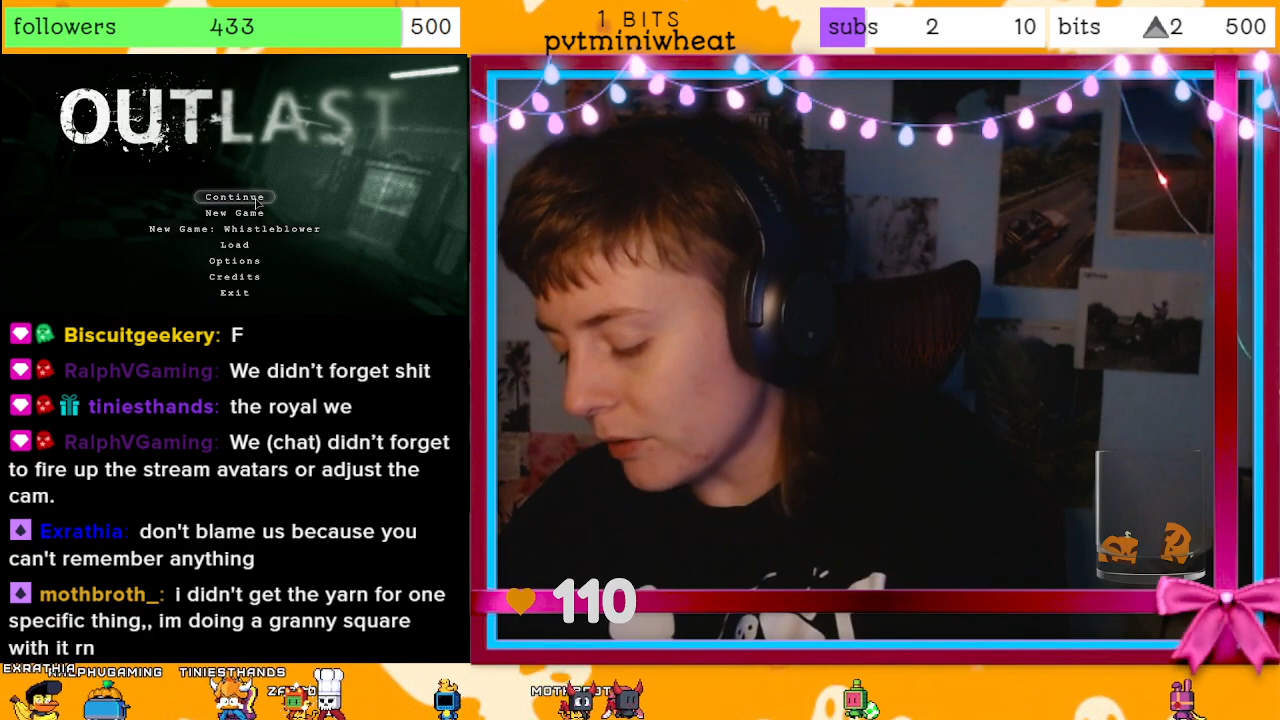 followers 433 500
1 BITS
pvtminiwheat
subs 2 10
bits 2 500
OUTLAST
Continue
New Game
New Game: Whistleblower
Load
Options
Credits
Exit
Biscuitgeekery: F
RalphVGaming: We didn't forget shit
tiniesthands: the royal we
RalphVGaming: We (chat) didn't forget
to fire up the stream avatars or adjust the
cam.
Exrathia: don't blame us because you
can't remember anything
mothbroth_: i didn't get the yarn for one
specific thing,, im doing a granny square
with it rn
110
EXRATHIA
TINIESTHANDS